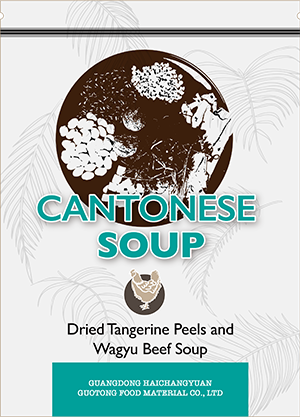 CANTONESE
SOUP
Dried Tangerine Peels and
Wagyu Beef Soup
GUANGDONG HAICHANGYUAN
GUOTONG FOOD MATERIAL CO., LTD